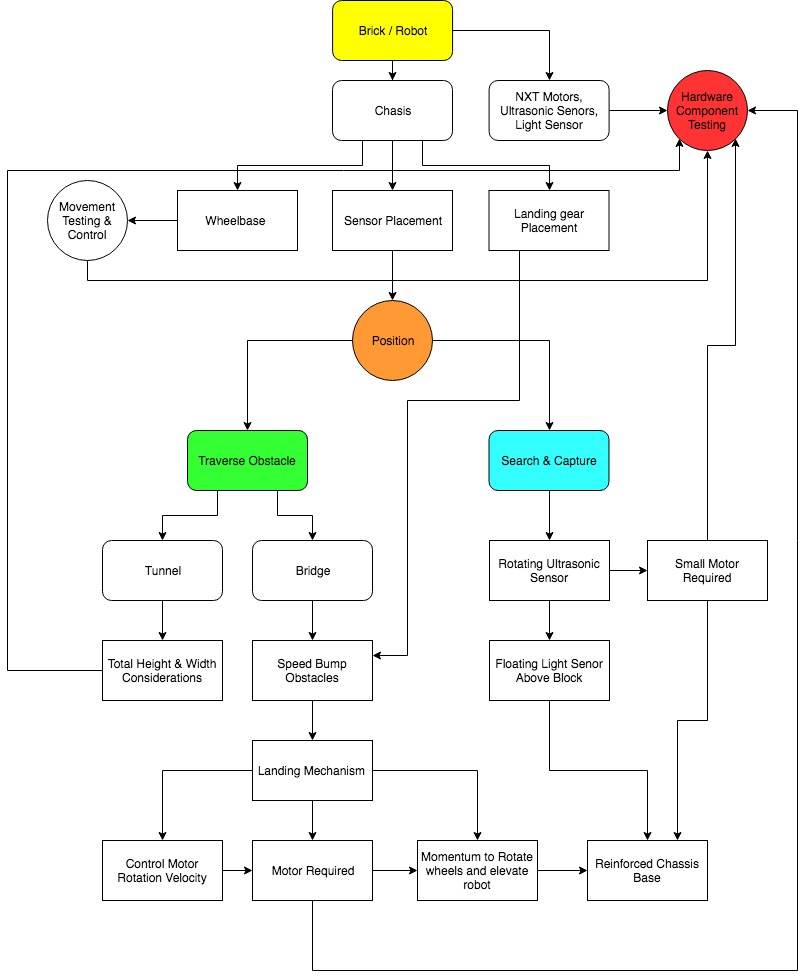 Brick / Robot
Chasis
NXT Motors,
Ultrasonic Senors,
Light Sensor
Hardware
Component
Testing
Movement
Testing &
Control
Wheelbase
Sensor Placement
Landing gear
Placement
Position
Traverse Obstacle
Search & Capture
Tunnel
Bridge
Rotating Ultrasonic
Sensor
Small Motor
Required
Total Height & Width
Considerations
Speed Bump
Obstacles
Floating Light Senor
Above Block
Landing Mechanism
Control Motor
Rotation Velocity
Motor Required
Momentum to Rotate
wheels and elevate
robot
Reinforced Chassis
Base